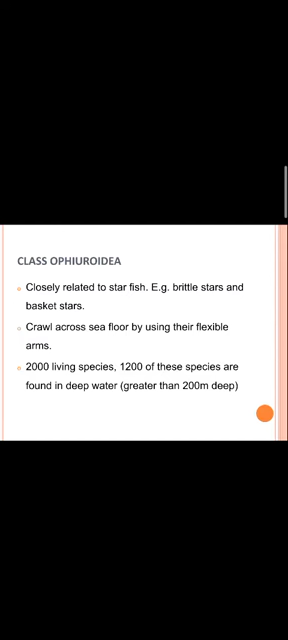 CLASS OPHIUROIDEA
Closely related to star fish. E.g. brittle stars and
basket stars.
Crawl across sea floor by using their flexible
arms.
2000 living species, 1200 of these species are
found in deep water (greater than 200m deep)